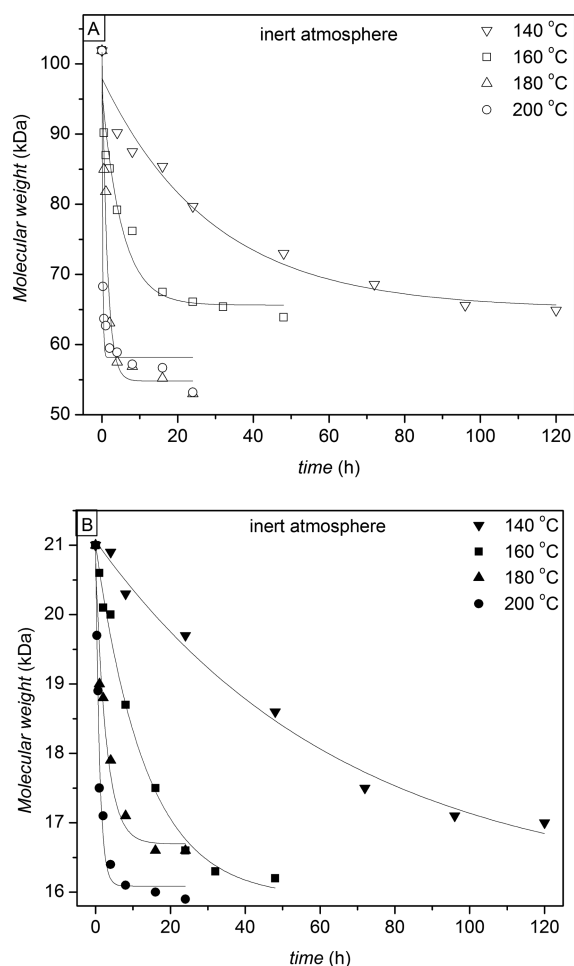 A
inert atmosphere
140 °C
160 °C
180 °C
200 °C
100
90
80
70
60
50
Molecular weight (kDa)
0 20 40 60 80 100 120
time (h)
B
inert atmosphere
140 °C
160 °C
180 °C
200 °C
21
20
19
18
17
16
Molecular weight (kDa)
0 20 40 60 80 100 120
time (h)